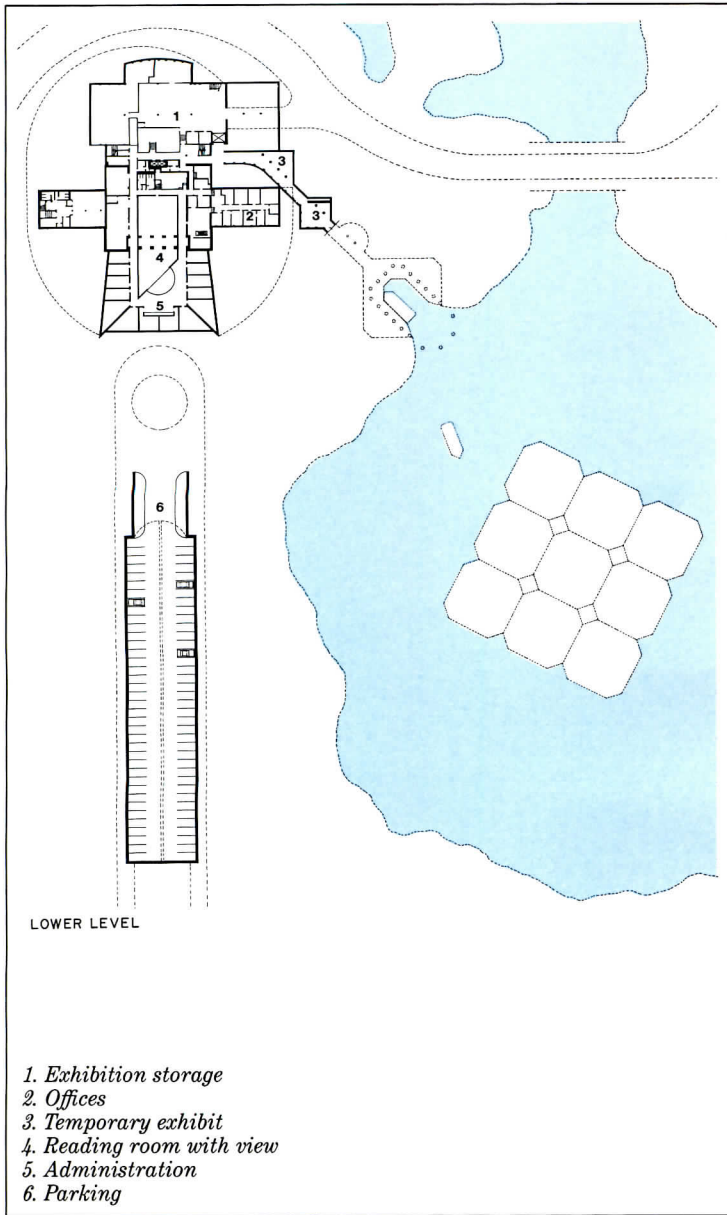 1
3
2
3
4
5
6
LOWER LEVEL
1. Exhibition storage
2. Offices
3. Temporary exhibit
4. Reading room with view
5. Administration
6. Parking